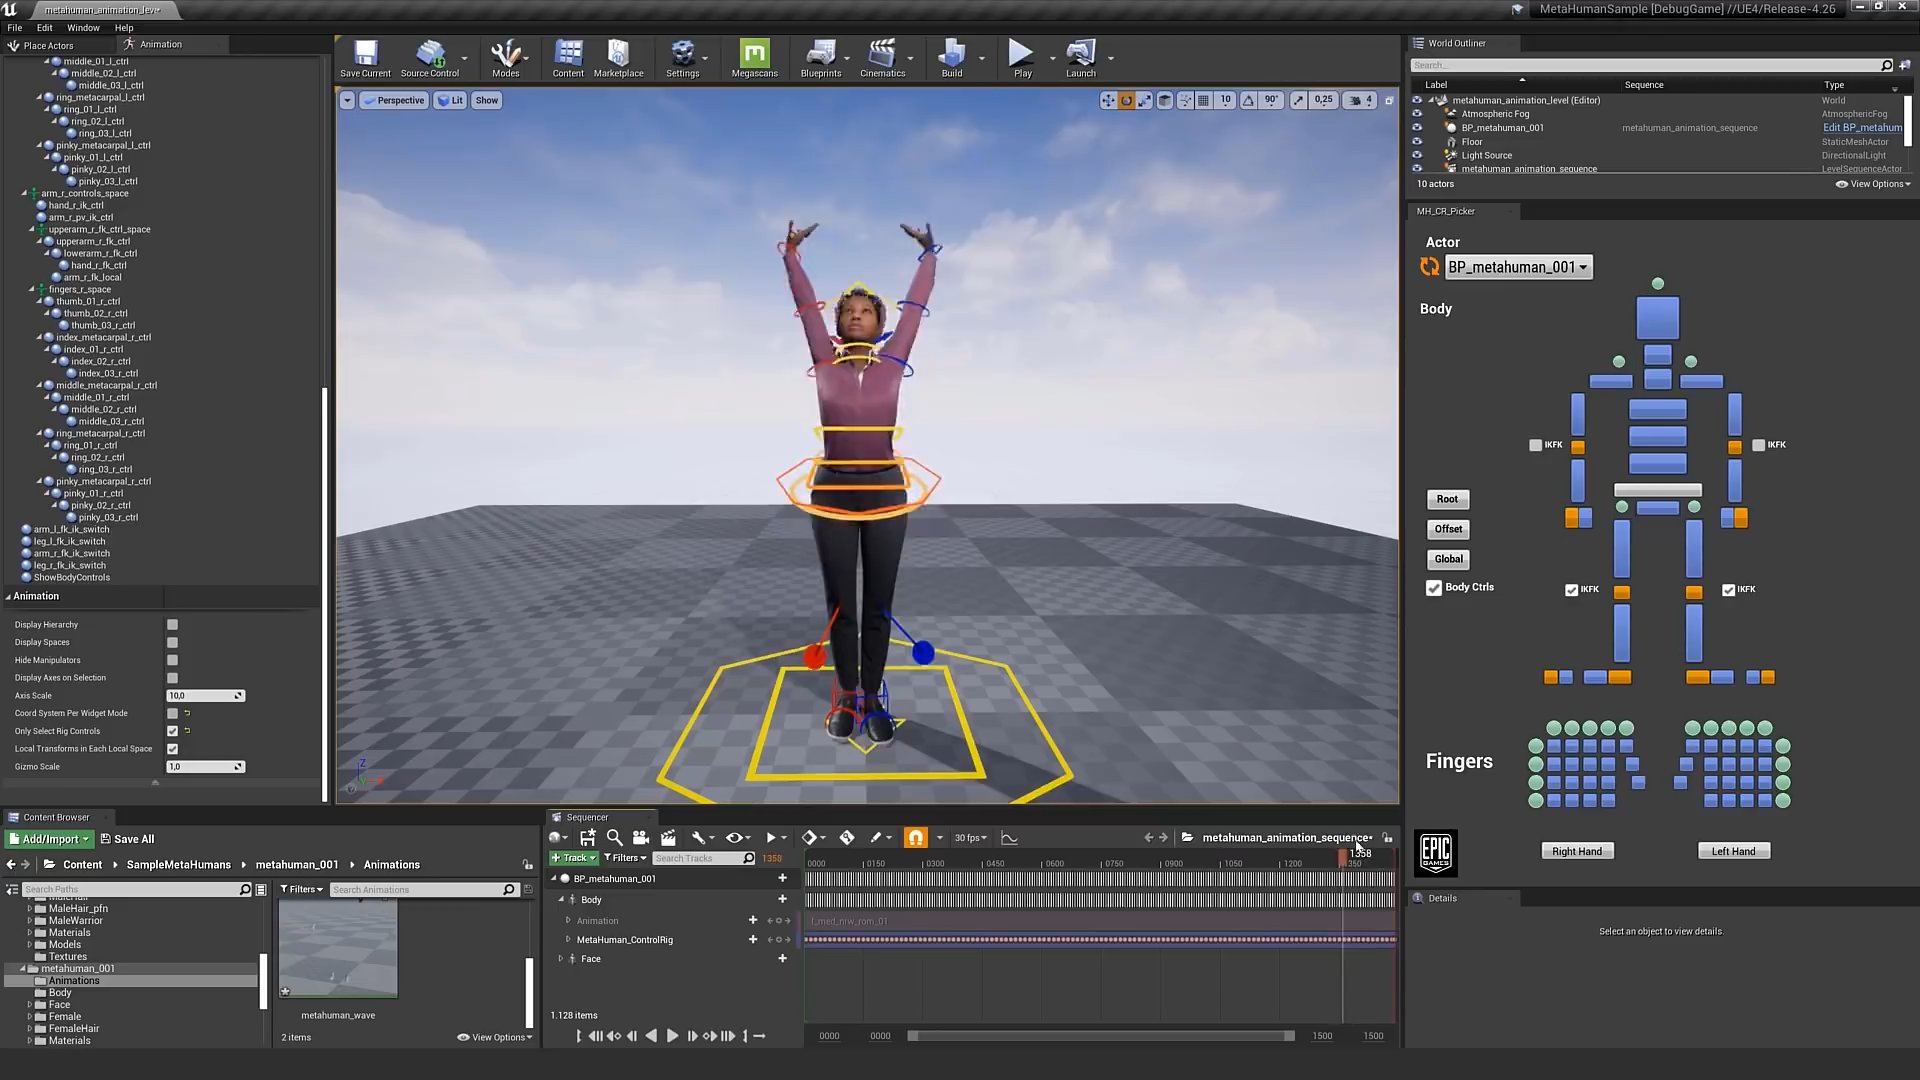 metahuman_animation_leve•
MetaHumanSample [DebugGame] //UE4/Release-4.26
File Edit Window Help
Place Actors
Animation
middle_01_l_ctrl
middle_02_l_ctrl
middle_03_l_ctrl
ring_metacarpal_l_ctrl
ring_01_l_ctrl
ring_02_l_ctrl
ring_03_l_ctrl
pinky_metacarpal_l_ctrl
pinky_01_l_ctrl
pinky_02_l_ctrl
pinky_03_l_ctrl
arm_r_controls_space
hand_r_ik_ctrl
arm_r_pv_ik_ctrl
upperarm_r_fk_ctrl_space
upperarm_r_fk_ctrl
lowerarm_r_fk_ctrl
hand_r_fk_ctrl
arm_r_fk_local
fingers_r_space
thumb_01_r_ctrl
thumb_02_r_ctrl
thumb_03_r_ctrl
index_metacarpal_r_ctrl
index_01_r_ctrl
index_02_r_ctrl
index_03_r_ctrl
middle_metacarpal_r_ctrl
middle_01_r_ctrl
middle_02_r_ctrl
middle_03_r_ctrl
ring_metacarpal_r_ctrl
ring_01_r_ctrl
ring_02_r_ctrl
ring_03_r_ctrl
pinky_metacarpal_r_ctrl
pinky_01_r_ctrl
pinky_02_r_ctrl
pinky_03_r_ctrl
arm_l_fk_ik_switch
leg_l_fk_ik_switch
arm_r_fk_ik_switch
leg_r_fk_ik_switch
ShowBodyControls
Animation
Display Hierarchy
Display Spaces
Hide Manipulators
Display Axes on Selection
Axis Scale 10,0
Coord System Per Widget Mode
Only Select Rig Controls
Local Transforms in Each Local Space
Gizmo Scale 1,0
Save Current Source Control Modes Content Marketplace Settings Megascans Blueprints Cinematics Build Play Launch
Perspective Lit Show
10 90° 0,25 4
Z
World Outliner
Search...
Label Sequence Type
metahuman_animation_level (Editor) World
Atmospheric Fog AtmosphericFog
BP_metahuman_001 metahuman_animation_sequence Edit BP_metahum
Floor StaticMeshActor
Light Source DirectionalLight
metahuman_animation_sequence LevelSequenceActor
10 actors View Options
MH_CR_Picker
Actor
BP_metahuman_001
Body
IKFK IKFK
Root
Offset
Global
Body Ctrls
IKFK IKFK
Fingers
EPIC GAMES
Right Hand Left Hand
Details
Select an object to view details.
Content Browser
Add/Import Save All
Content SampleMetaHumans metahuman_001 Animations
Search Paths
Filters Search Animations
MaleHair
MaleHair_pfn
MaleWarrior
Materials
Models
Textures
metahuman_001
Animations
Body
Face
Female
FemaleHair
Materials
metahuman_wave
2 items View Options
Sequencer
30 fps
metahuman_animation_sequence•
Track Filters Search Tracks 1350
0000 0150 0300 0450 0600 0750 0900 1050 1200 1350
1358
BP_metahuman_001
Body
Animation
f_med_nrw_rom_01
MetaHuman_ControlRig
Face
1.128 items
0000 0000 1500 1500